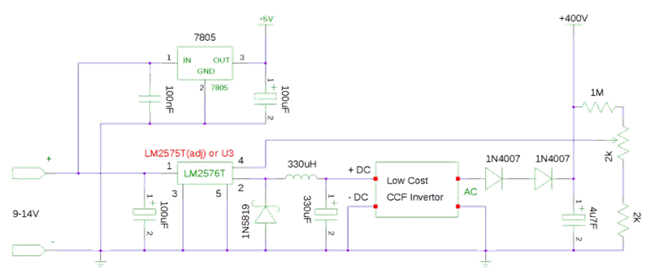 +5V
+400V
7805
1 IN OUT 3
GND
2 7805
100nF
1 + 100uF 2
1M
2k
LM2575T(adj) or U3
1 LM2576T 4
2
3 5
330uH
+
9-14V
-
1 + 100uF 2
1N5819
1 + 330uF 2
+ DC
- DC
Low Cost
CCF Invertor
AC
1N4007 1N4007
1 + 4u7F 2
2k